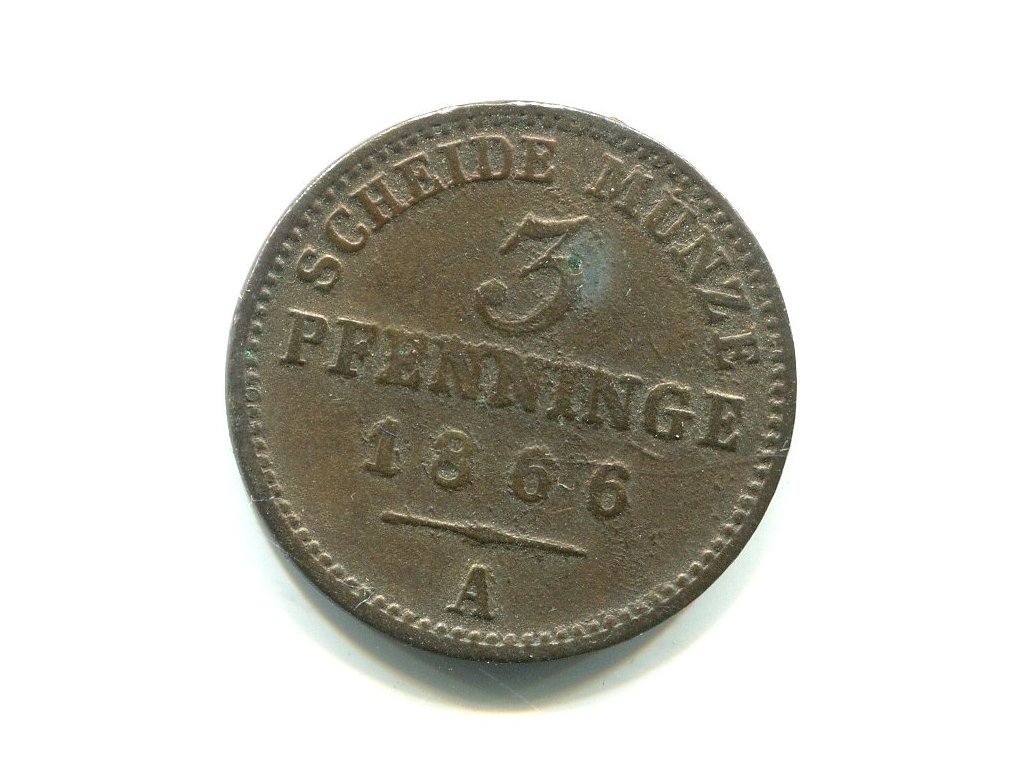 SCHEIDE MÜNZE
3
PFENNINGE
1866
A